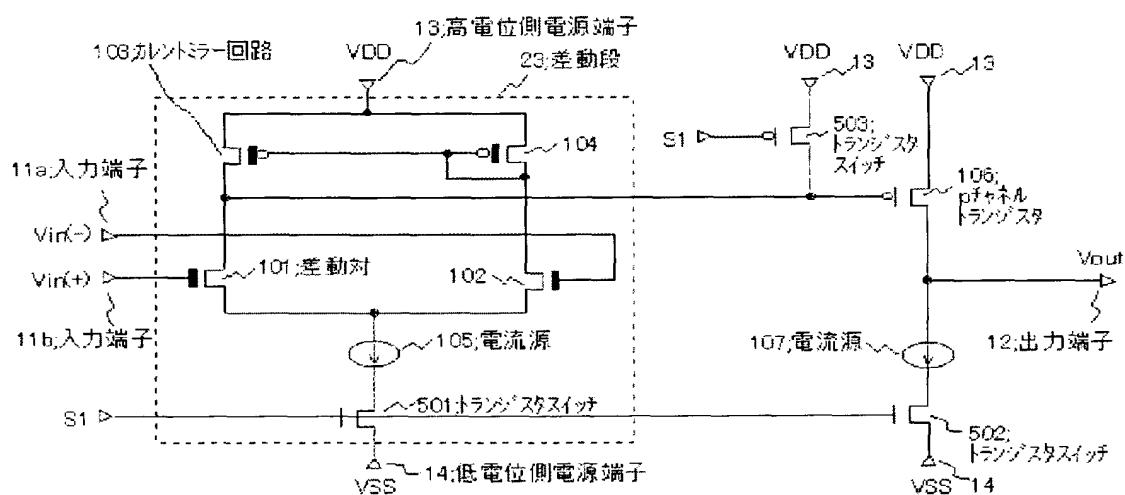 13;高電位側電源端子
103;カレントミラー回路
VDD
23;差動段
VDD
13
VDD
13
104
S1
503;
トランジスタ
スイッチ
11a;入力端子
106;
pチャネル
トランジスタ
Vin(-)
Vin(+)
101;差動対
102
Vout
11b;入力端子
105;電流源
107;電流源
12;出力端子
S1
501;トランジスタスイッチ
502;
トランジスタスイッチ
14;低電位側電源端子
VSS
VSS
14